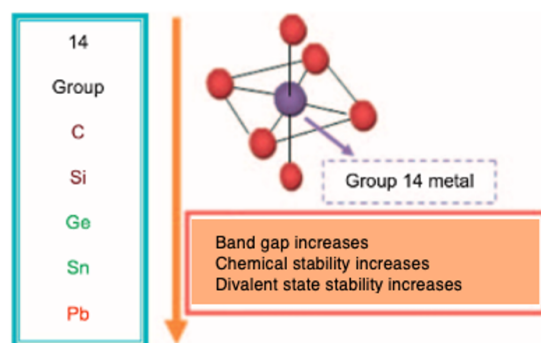 14
Group
C
Si
Ge
Sn
Pb
Group 14 metal
Band gap increases
Chemical stability increases
Divalent state stability increases